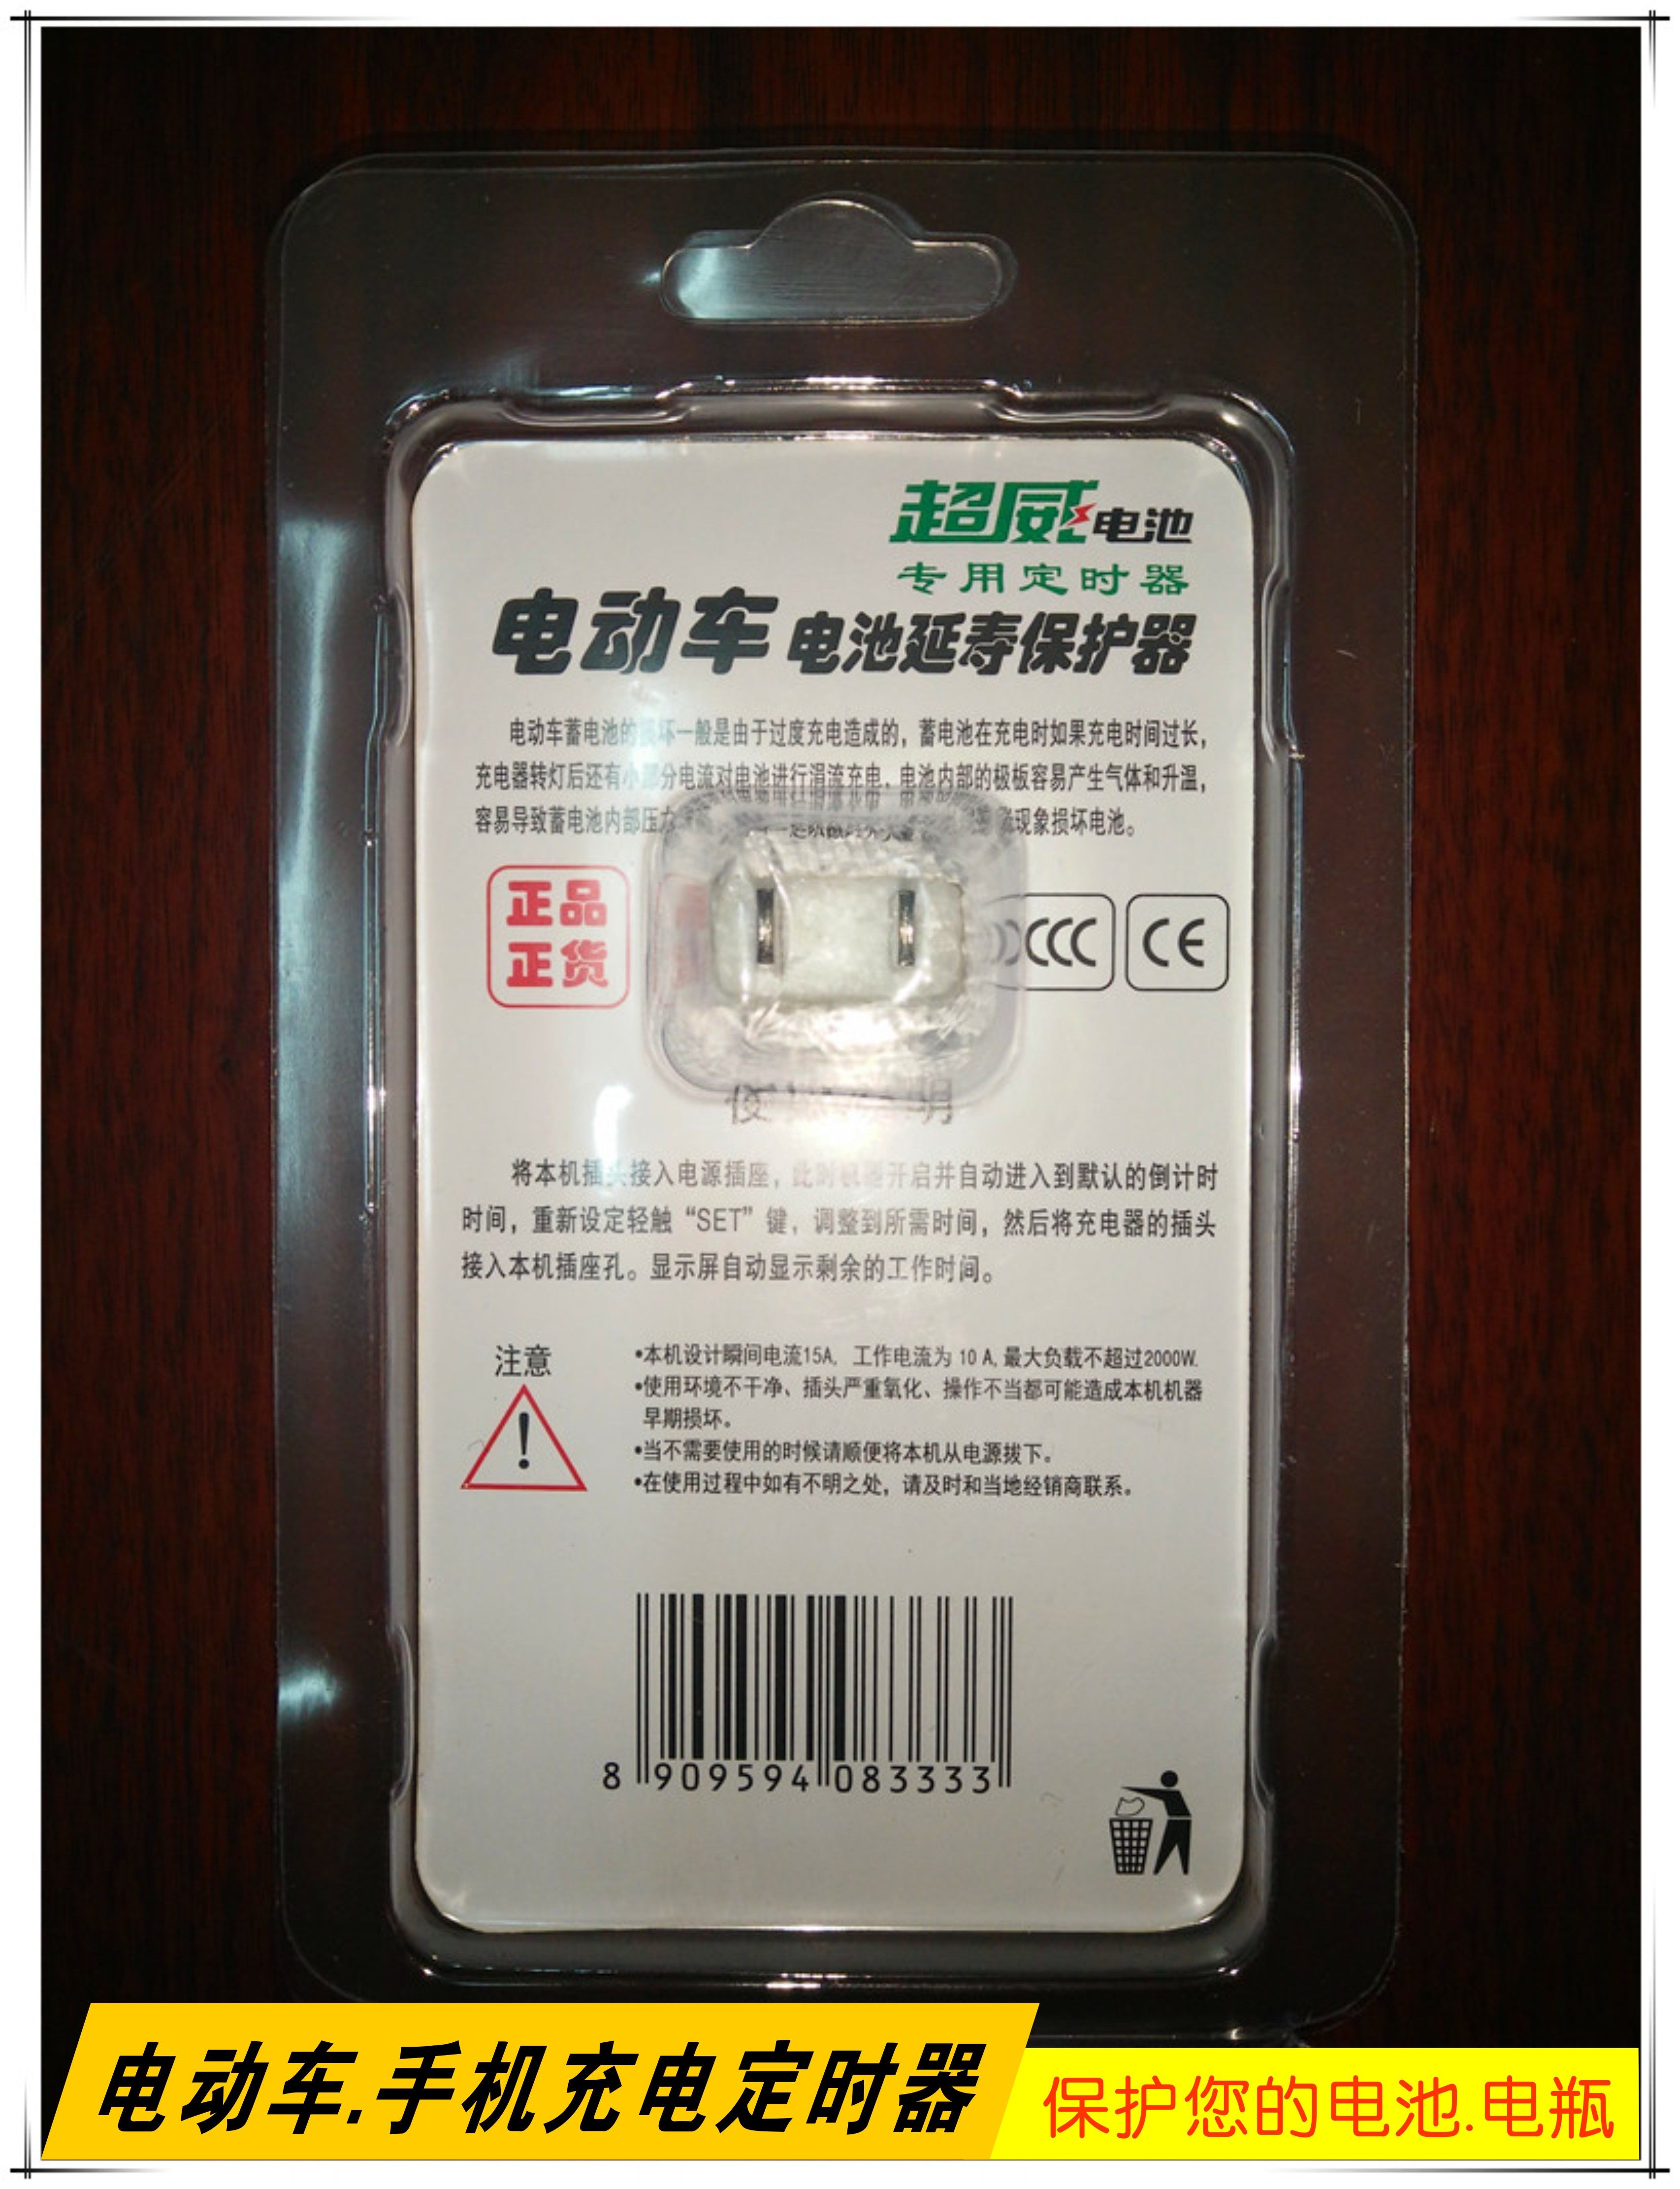 超威电池
专用定时器
电动车 电池延寿保护器
电动车蓄电池的 坏一般是由于过度充电造成的，蓄电池在充电时如果充电时间过长，
充电器转灯后还有小部分电流对电池进行涓流充电，电池内部的极板容易产生气体和升温，
容易导致蓄电池内部压力 现象损坏电池。
正品
正货
CCC
CE
将本机插头接入电源插座，此时机器开启并自动进入到默认的倒计时
时间，重新设定轻触“SET”键，调整到所需时间，然后将充电器的插头
接入本机插座孔。显示屏自动显示剩余的工作时间。
注意
•本机设计瞬间电流15A，工作电流为 10 A, 最大负载不超过2000W.
•使用环境不干净、插头严重氧化、操作不当都可能造成本机机器
早期损坏。
•当不需要使用的时候请顺便将本机从电源拨下。
•在使用过程中如有不明之处，请及时和当地经销商联系。
8 909594 083333
电动车.手机充电定时器
保护您的电池.电瓶